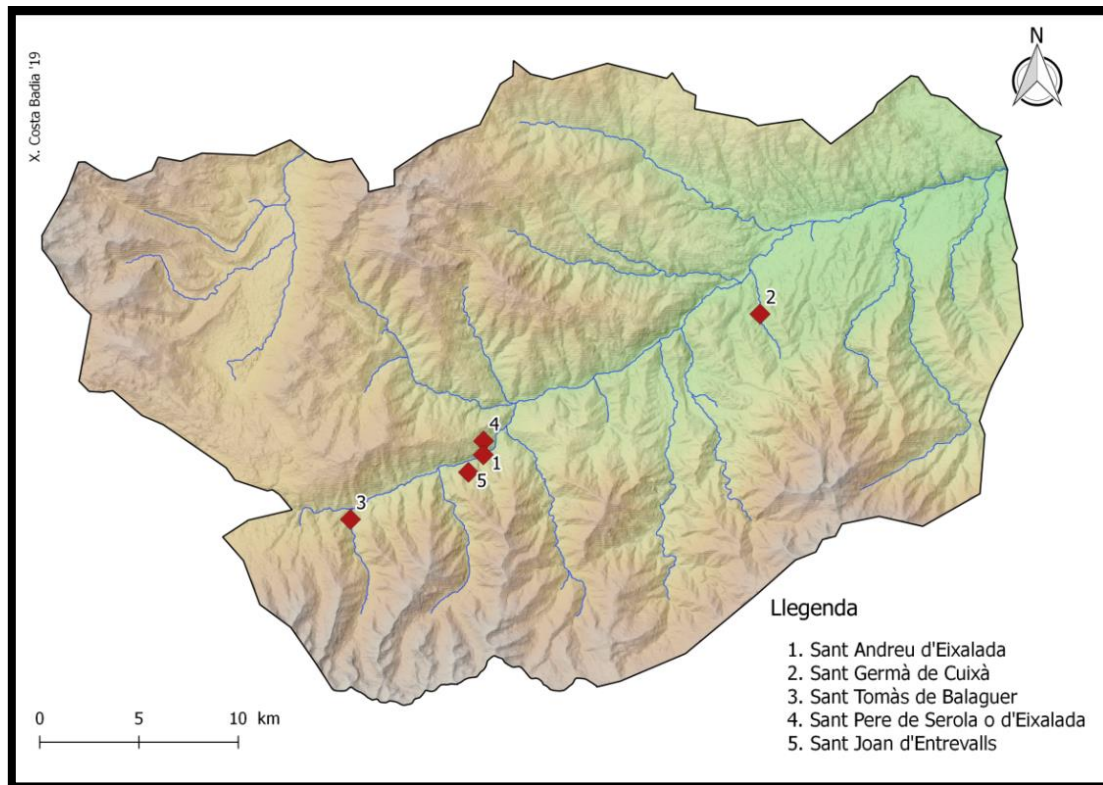 X. Costa Badia '19
N
2
4
1
5
3
Llegenda
1. Sant Andreu d'Eixalada
2. Sant Germà de Cuixà
3. Sant Tomàs de Balaguer
4. Sant Pere de Serola o d'Eixalada
5. Sant Joan d'Entrevalls
0 5 10 km